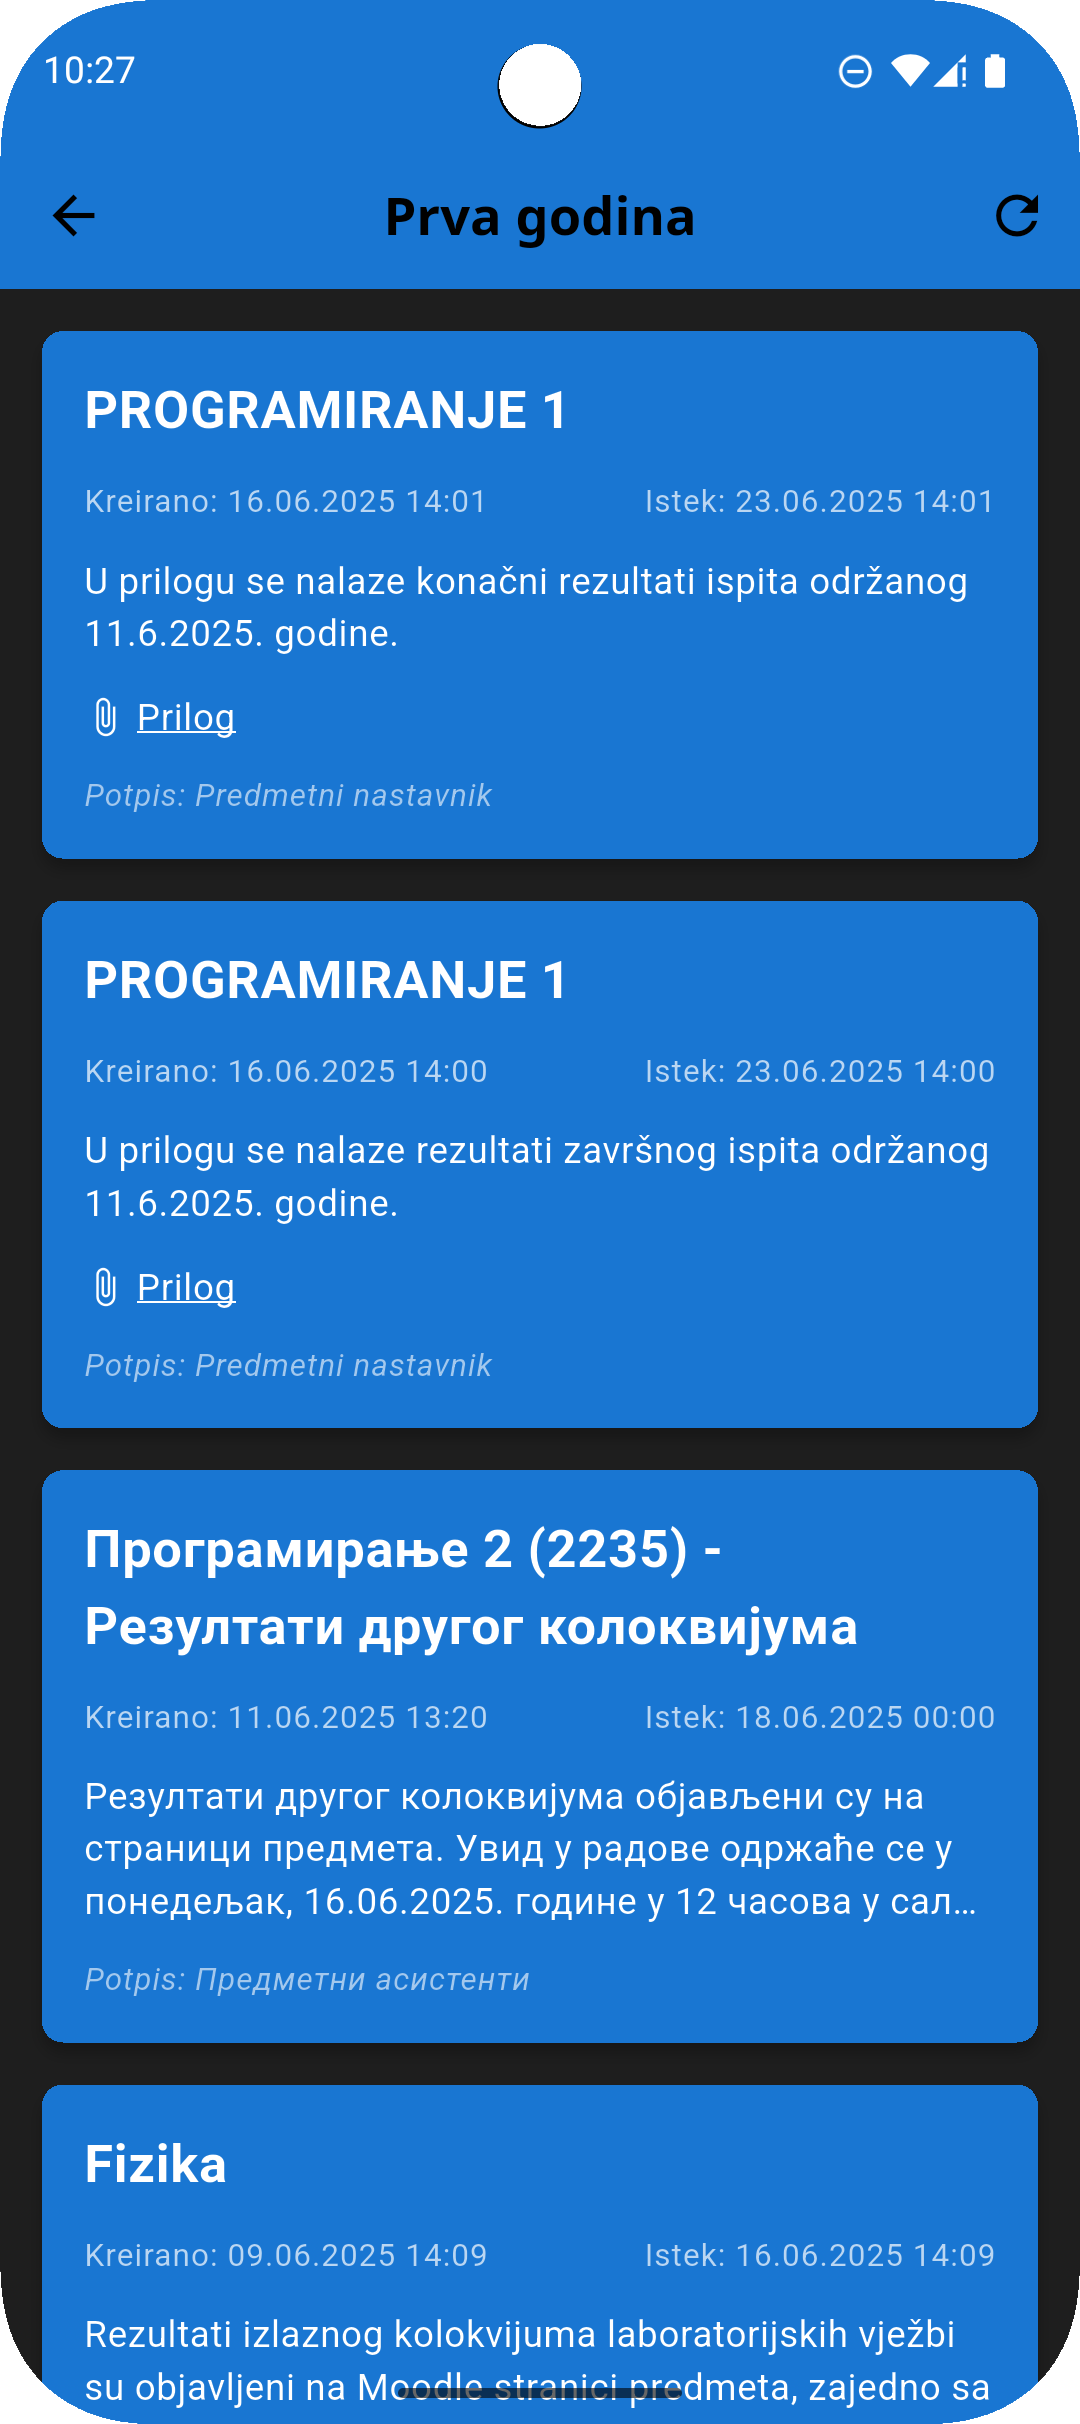 10:27
Prva godina
PROGRAMIRANJE 1
Kreirano: 16.06.2025 14:01 Istek: 23.06.2025 14:01
U prilogu se nalaze konačni rezultati ispita održanog
11.6.2025. godine.
Prilog
Potpis: Predmetni nastavnik
PROGRAMIRANJE 1
Kreirano: 16.06.2025 14:00 Istek: 23.06.2025 14:00
U prilogu se nalaze rezultati završnog ispita održanog
11.6.2025. godine.
Prilog
Potpis: Predmetni nastavnik
Програмирање 2 (2235) -
Резултати другог колоквијума
Kreirano: 11.06.2025 13:20 Istek: 18.06.2025 00:00
Резултати другог колоквијума објављени су на
страници предмета. Увид у радове одржаће се у
понедељак, 16.06.2025. године у 12 часова у сал...
Potpis: Предметни асистенти
Fizika
Kreirano: 09.06.2025 14:09 Istek: 16.06.2025 14:09
Rezultati izlaznog kolokvijuma laboratorijskih vježbi
su objavljeni na Moodle stranici predmeta, zajedno sa